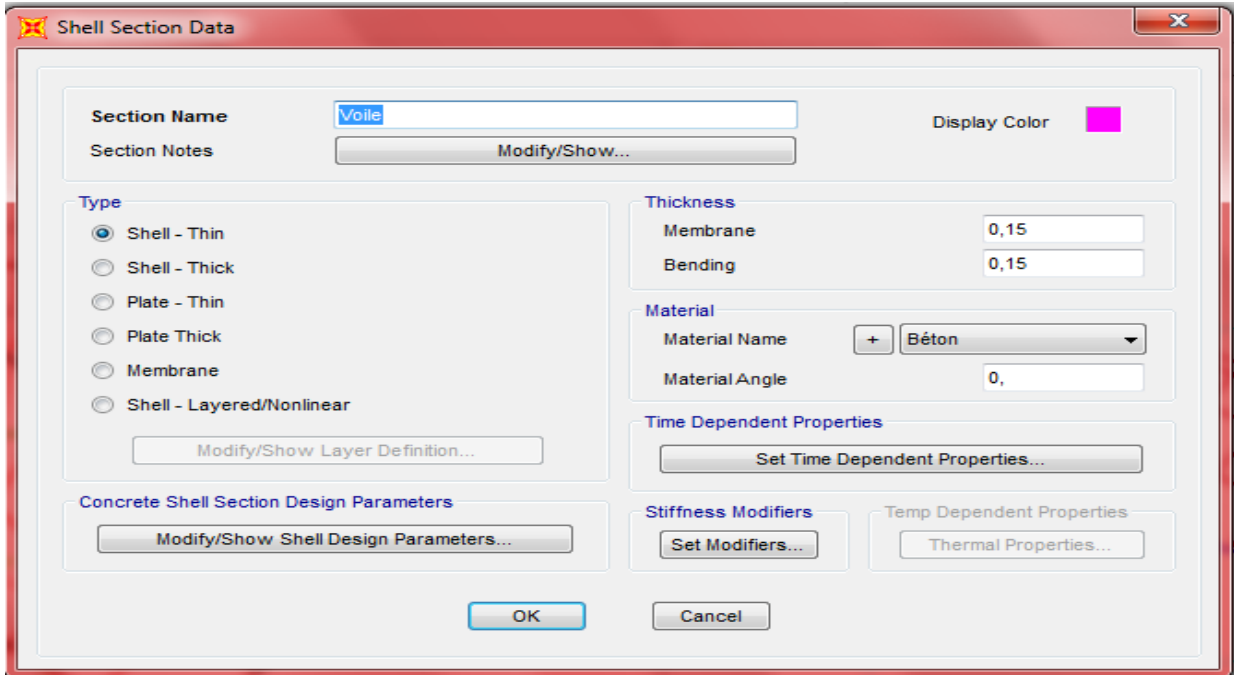 Shell Section Data
Section Name
Voile
Display Color
Section Notes
Modify/Show...
Type
Shell - Thin
Shell - Thick
Plate - Thin
Plate Thick
Membrane
Shell - Layered/Nonlinear
Modify/Show Layer Definition...
Concrete Shell Section Design Parameters
Modify/Show Shell Design Parameters...
Thickness
Membrane 0,15
Bending 0,15
Material
Material Name + Béton
Material Angle 0,
Time Dependent Properties
Set Time Dependent Properties...
Stiffness Modifiers
Set Modifiers...
Temp Dependent Properties
Thermal Properties...
OK
Cancel